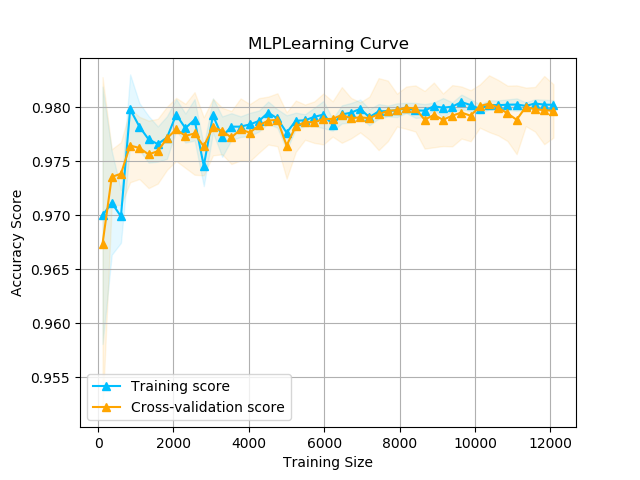 MLPLearning Curve
Accuracy Score
0.980
0.975
0.970
0.965
0.960
0.955
Training score
Cross-validation score
0
2000
4000
6000
8000
10000
12000
Training Size